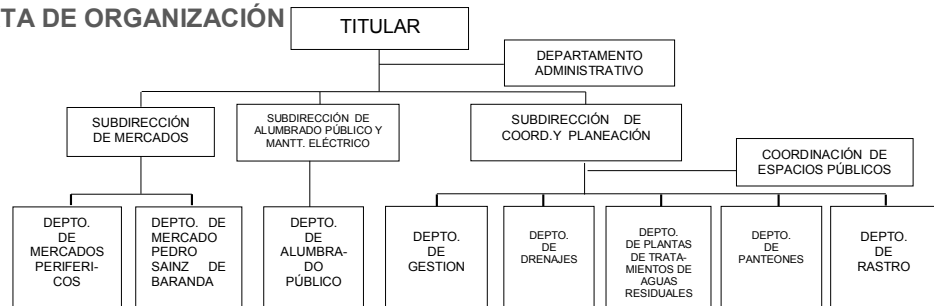 TA DE ORGANIZACIÓN
TITULAR
DEPARTAMENTO
ADMINISTRATIVO
SUBDIRECCIÓN
DE MERCADOS
SUBDIRECCIÓN DE
ALUMBRADO PÚBLICO Y
MANTT. ELÉCTRICO
SUBDIRECCIÓN DE
COORD.Y PLANEACIÓN
COORDINACIÓN DE
ESPACIOS PÚBLICOS
DEPTO.
DE
MERCADOS
PERIFERI-
COS
DEPTO. DE
MERCADO
PEDRO
SAINZ DE
BARANDA
DEPTO.
DE
ALUMBRA-
DO
PÚBLICO
DEPTO.
DE
GESTION
DEPTO.
DE
DRENAJES
DEPTO.
DE PLANTAS
DE TRATA-
MIENTOS DE
AGUAS
RESIDUALES
DEPTO.
DE
PANTEONES
DEPTO.
DE
RASTRO